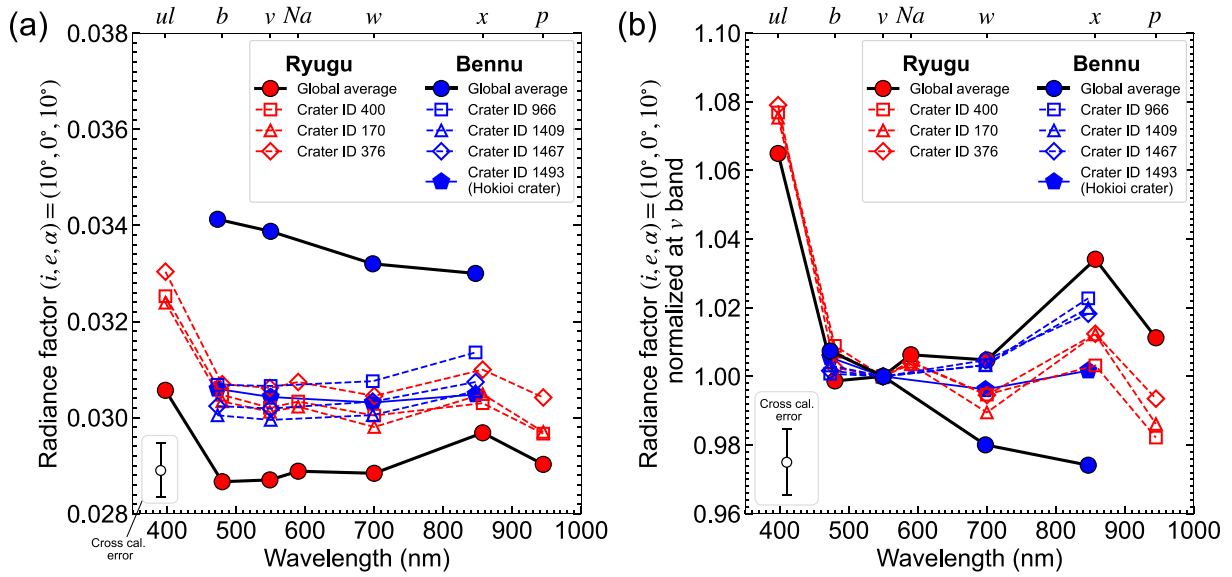 (a)
ul b v Na w x p
Radiance factor (i, e, α) = (10°, 0°, 10°)
0.038
0.036
0.034
0.032
0.030
0.028
Ryugu Bennu
Global average Global average
Crater ID 400 Crater ID 966
Crater ID 170 Crater ID 1409
Crater ID 376 Crater ID 1467
Crater ID 1493
(Hokioi crater)
Cross cal.
error
400 500 600 700 800 900 1000
Wavelength (nm)
(b)
ul b v Na w x p
Radiance factor (i, e, α) = (10°, 0°, 10°)
normalized at v band
1.10
1.08
1.06
1.04
1.02
1.00
0.98
0.96
Ryugu Bennu
Global average Global average
Crater ID 400 Crater ID 966
Crater ID 170 Crater ID 1409
Crater ID 376 Crater ID 1467
Crater ID 1493
(Hokioi crater)
Cross cal.
error
400 500 600 700 800 900 1000
Wavelength (nm)